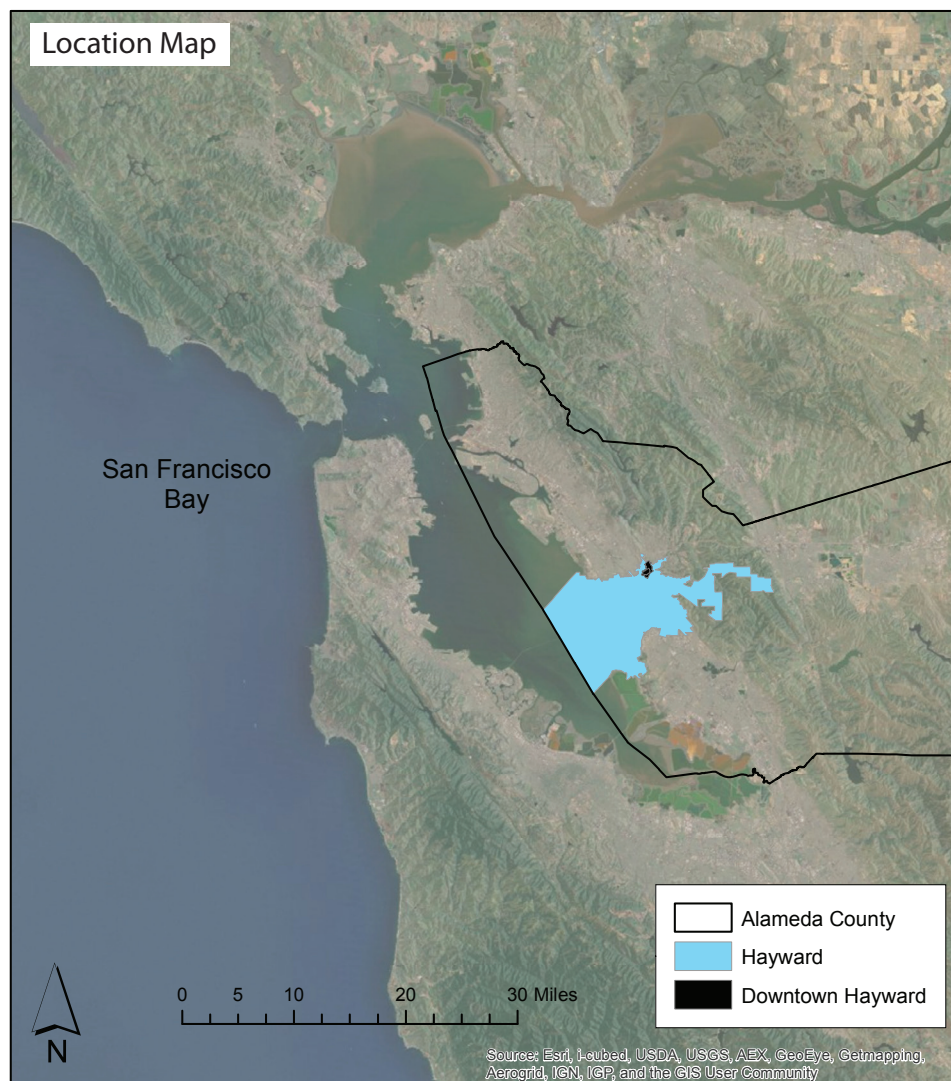 Location Map
San Francisco
Bay
Alameda County
Hayward
Downtown Hayward
0 5 10 20 30 Miles
N
Source: Esri, i-cubed, USDA, USGS, AEX, GeoEye, Getmapping,
Aerogrid, IGN, IGP, and the GIS User Community